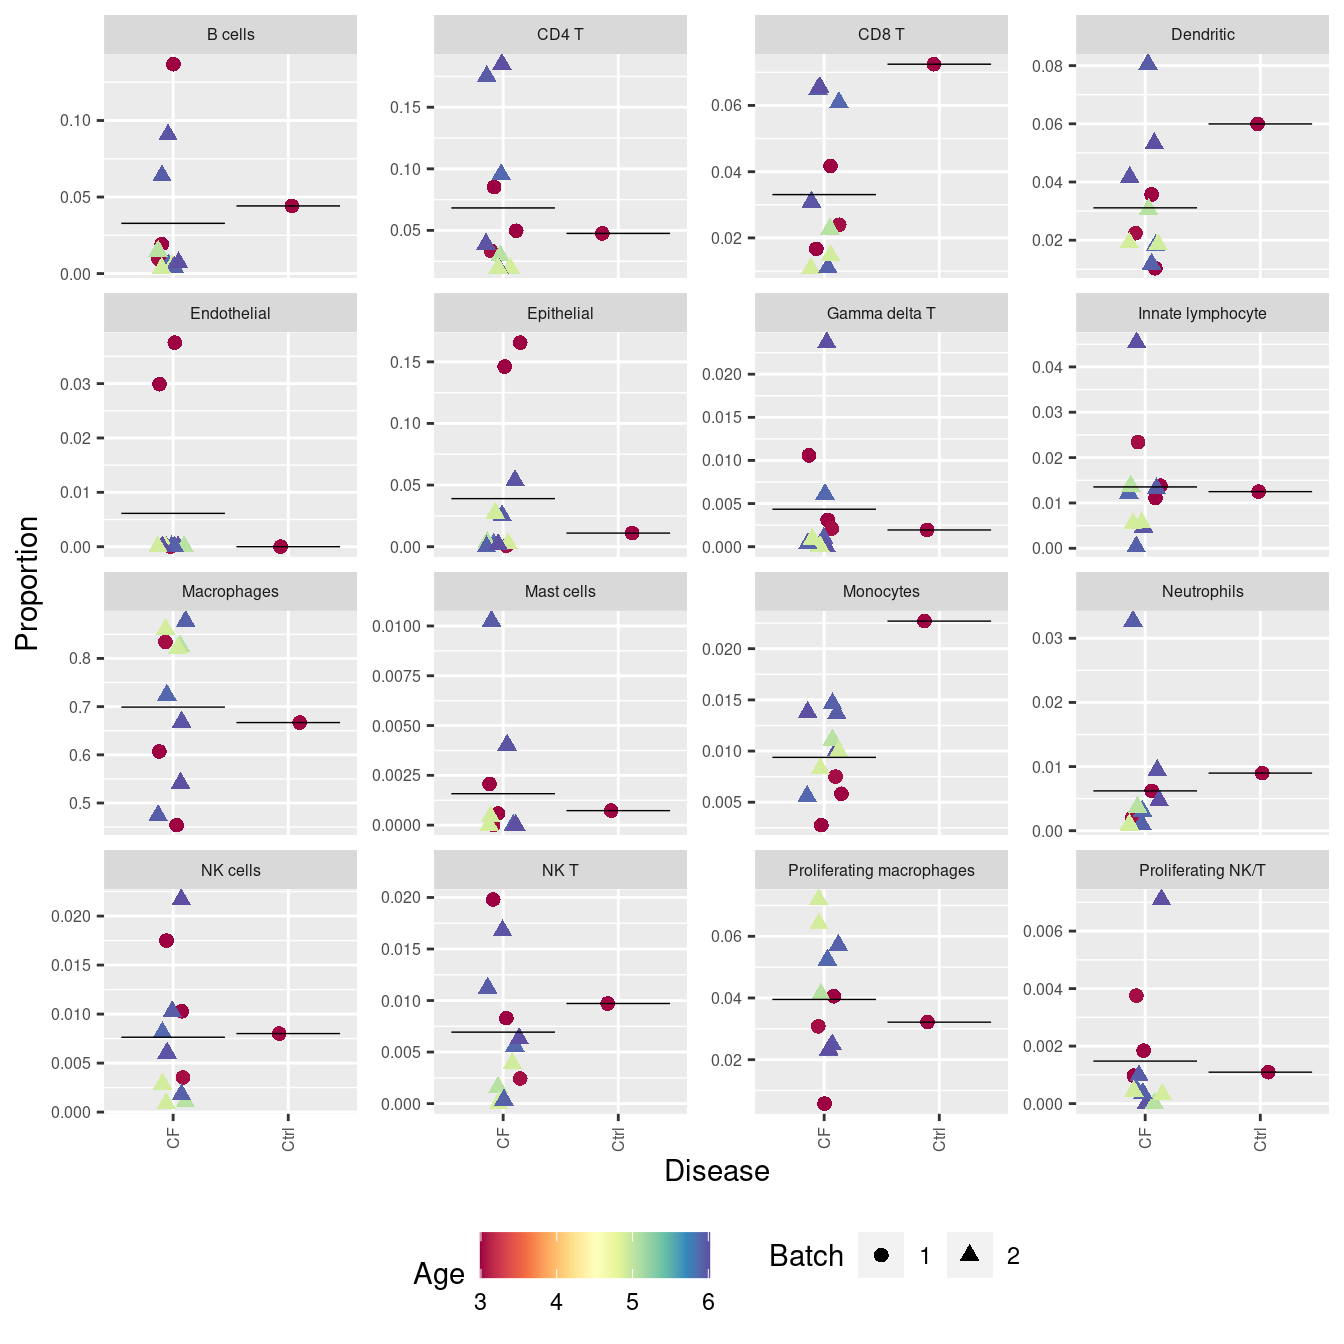 B cells
CD4 T
CD8 T
Dendritic
0.10
0.05
0.00
0.15
0.10
0.05
0.06
0.04
0.02
0.08
0.06
0.04
0.02
Endothelial
Epithelial
Gamma delta T
Innate lymphocyte
0.03
0.02
0.01
0.00
0.15
0.10
0.05
0.00
0.020
0.015
0.010
0.005
0.000
0.04
0.03
0.02
0.01
0.00
Proportion
Macrophages
Mast cells
Monocytes
Neutrophils
0.8
0.7
0.6
0.5
0.0100
0.0075
0.0050
0.0025
0.0000
0.020
0.015
0.010
0.005
0.03
0.02
0.01
0.00
NK cells
NK T
Proliferating macrophages
Proliferating NK/T
0.020
0.015
0.010
0.005
0.000
0.020
0.015
0.010
0.005
0.000
0.06
0.04
0.02
0.006
0.004
0.002
0.000
CF
Ctrl
CF
Ctrl
CF
Ctrl
CF
Ctrl
Disease
Age
3 4 5 6
Batch
1
2